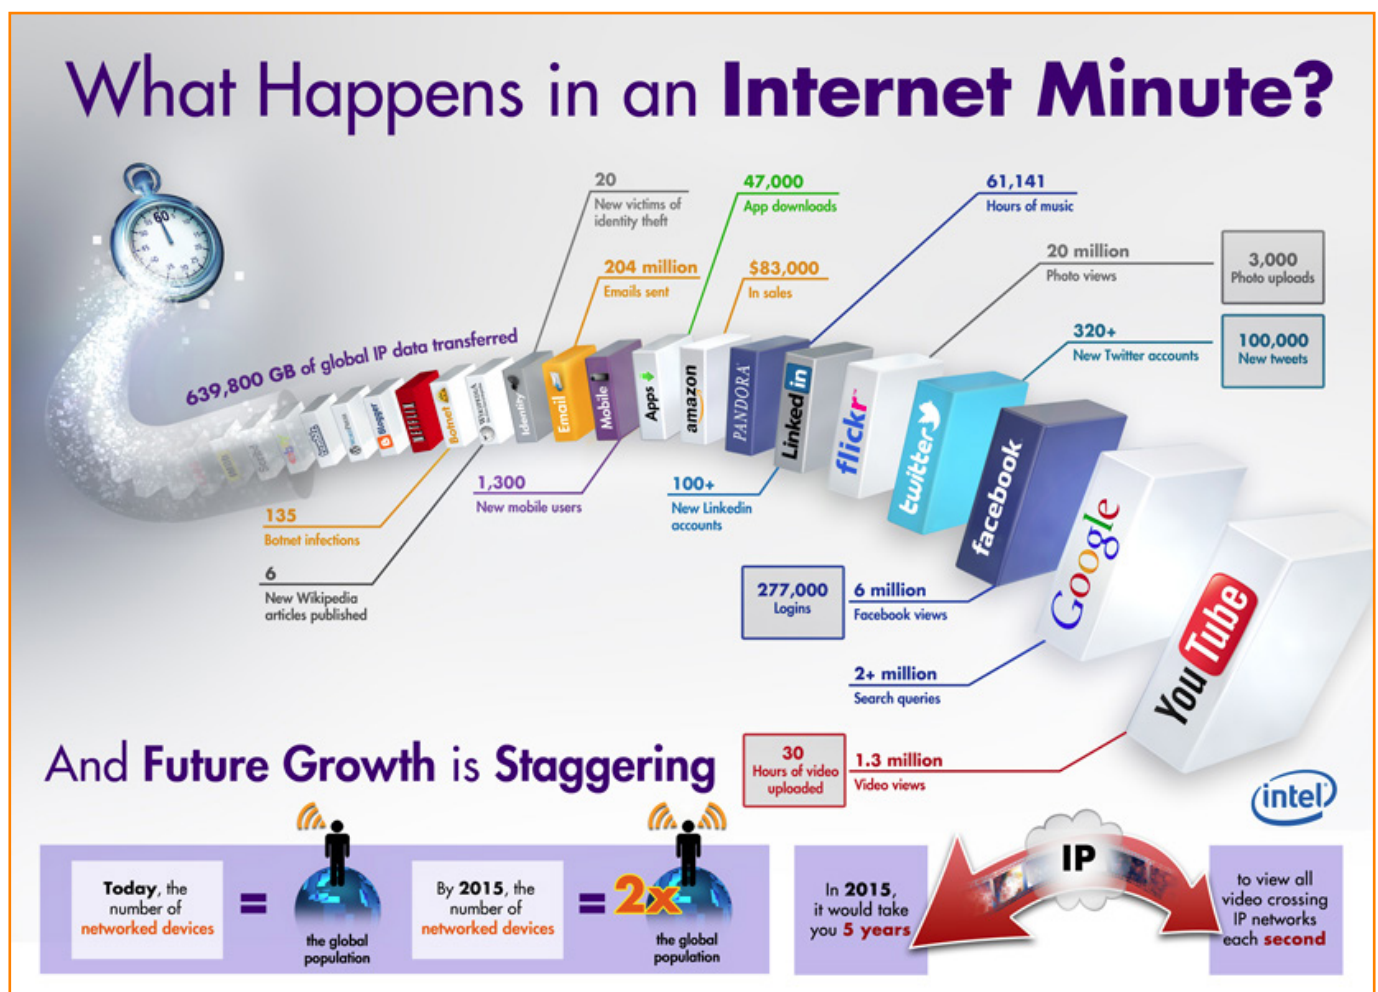 What Happens in an Internet Minute?
60
20
New victims of
identity theft
47,000
App downloads
61,141
Hours of music
204 million
Emails sent
$83,000
In sales
20 million
Photo views
3,000
Photo uploads
320+
New Twitter accounts
100,000
New tweets
639,800 GB of global IP data transferred
Blogger
NETFLIX
Botnet
WIKIPEDIA
Identity
Email
Mobile
Apps
amazon
PANDORA
Linked in
flickr
twitter
facebook
Google
You Tube
135
Botnet infections
6
New Wikipedia
articles published
1,300
New mobile users
100+
New Linkedin
accounts
277,000
Logins
6 million
Facebook views
2+ million
Search queries
30
Hours of video
uploaded
1.3 million
Video views
And Future Growth is Staggering
intel
Today, the
number of
networked devices
=
the global
population
By 2015, the
number of
networked devices
=
2x
the global
population
In 2015,
it would take
you 5 years
IP
to view all
video crossing
IP networks
each second